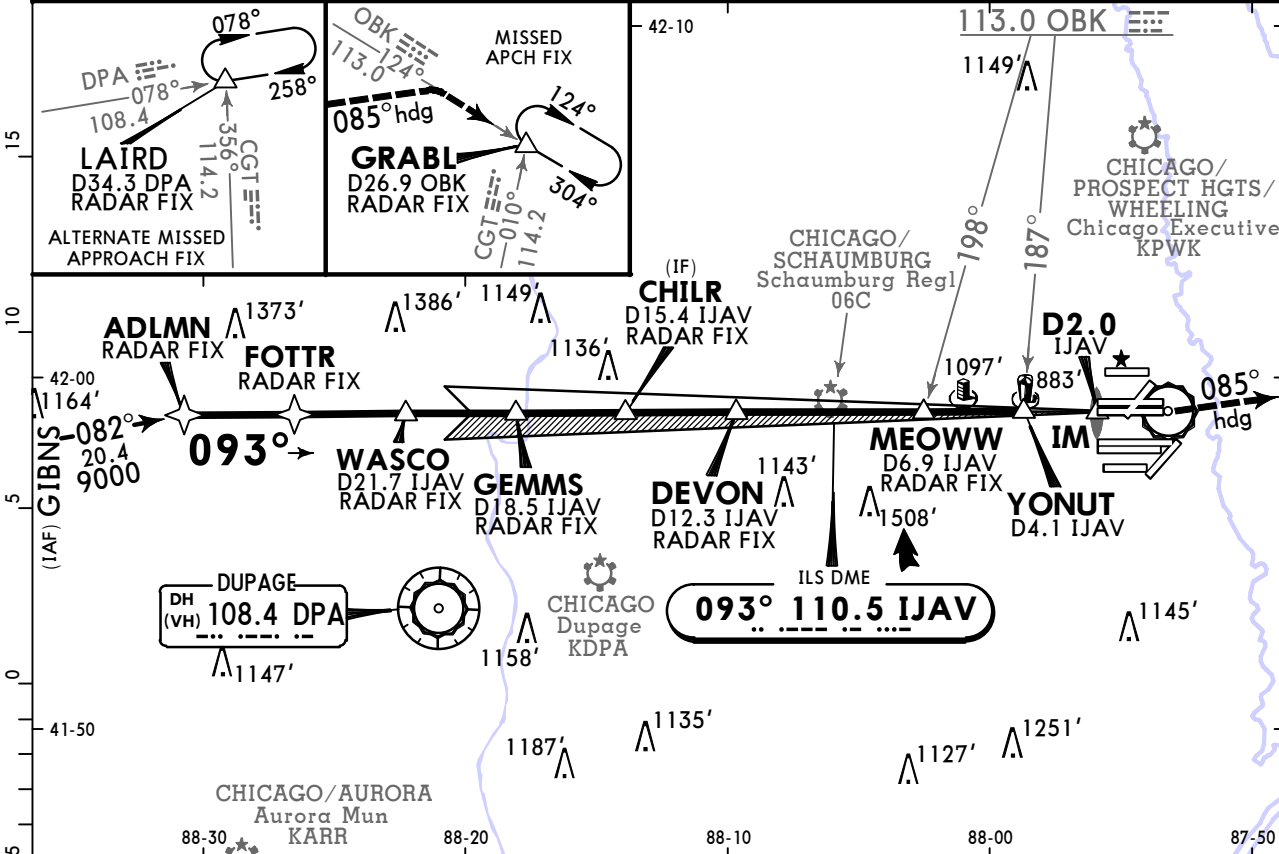 078°
258°
DPA
078°
108.4
356°
CGT
114.2
LAIRD
D34.3 DPA
RADAR FIX
ALTERNATE MISSED
APPROACH FIX
OBK
124°
113.0
MISSED
APCH FIX
085° hdg
124°
304°
GRABL
D26.9 OBK
RADAR FIX
CGT
010°
114.2
42-10
113.0 OBK
1149'
198°
187°
CHICAGO/
PROSPECT HGTS/
WHEELING
Chicago Executive
KPWK
CHICAGO/
SCHAUMBURG
Schaumburg Regl
06C
15
10
5
0
5
(IF)
CHILR
D15.4 IJAV
RADAR FIX
1373'
1386'
1149'
1136'
ADLMN
RADAR FIX
FOTTR
RADAR FIX
D2.0
IJAV
1097'
883'
42-00
1164'
085°
hdg
(IAF) GIBNS
082°
20.4
9000
093°
WASCO
D21.7 IJAV
RADAR FIX
GEMMS
D18.5 IJAV
RADAR FIX
DEVON
D12.3 IJAV
RADAR FIX
1143'
1508'
MEOWW
D6.9 IJAV
RADAR FIX
IM
YONUT
D4.1 IJAV
DUPAGE
DH
(VH)
108.4 DPA
CHICAGO
Dupage
KDPA
ILS DME
093° 110.5 IJAV
1158'
1147'
1145'
41-50
1187'
1135'
1127'
1251'
CHICAGO/AURORA
Aurora Mun
KARR
88-30
88-20
88-10
88-00
87-50